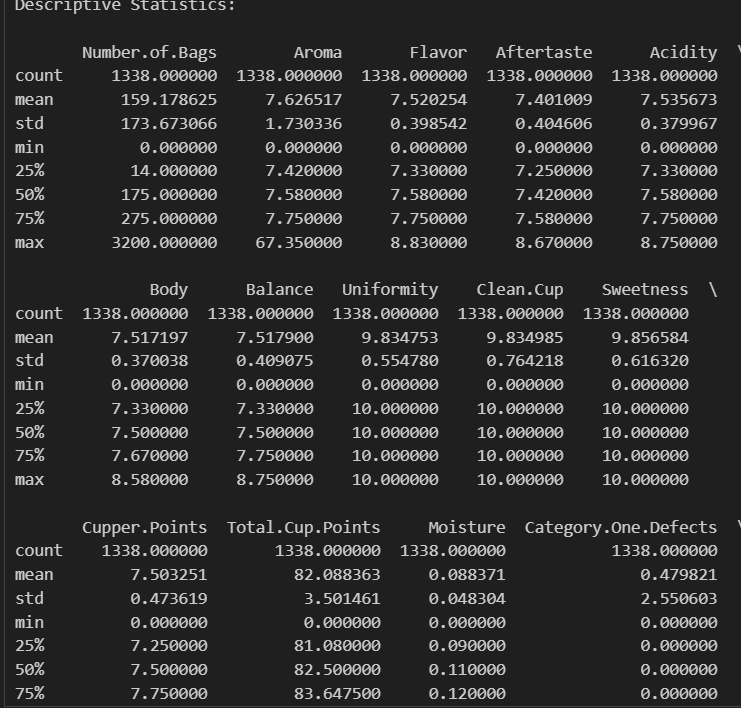 Descriptive Statistics:
Number.of.Bags Aroma Flavor Aftertaste Acidity \
count 1338.000000 1338.000000 1338.000000 1338.000000 1338.000000
mean 159.178625 7.626517 7.520254 7.401009 7.535673
std 173.673066 1.730336 0.398542 0.404606 0.379967
min 0.000000 0.000000 0.000000 0.000000 0.000000
25% 14.000000 7.420000 7.330000 7.250000 7.330000
50% 175.000000 7.580000 7.580000 7.420000 7.580000
75% 275.000000 7.750000 7.750000 7.580000 7.750000
max 3200.000000 67.350000 8.830000 8.670000 8.750000
Body Balance Uniformity Clean.Cup Sweetness \
count 1338.000000 1338.000000 1338.000000 1338.000000 1338.000000
mean 7.517197 7.517900 9.834753 9.834985 9.856584
std 0.370038 0.409075 0.554780 0.764218 0.616320
min 0.000000 0.000000 0.000000 0.000000 0.000000
25% 7.330000 7.330000 10.000000 10.000000 10.000000
50% 7.500000 7.500000 10.000000 10.000000 10.000000
75% 7.670000 7.750000 10.000000 10.000000 10.000000
max 8.580000 8.750000 10.000000 10.000000 10.000000
Cupper.Points Total.Cup.Points Moisture Category.One.Defects \
count 1338.000000 1338.000000 1338.000000 1338.000000
mean 7.503251 82.088363 0.088371 0.479821
std 0.473619 3.501461 0.048304 2.550603
min 0.000000 0.000000 0.000000 0.000000
25% 7.250000 81.080000 0.090000 0.000000
50% 7.500000 82.500000 0.110000 0.000000
75% 7.750000 83.647500 0.120000 0.000000